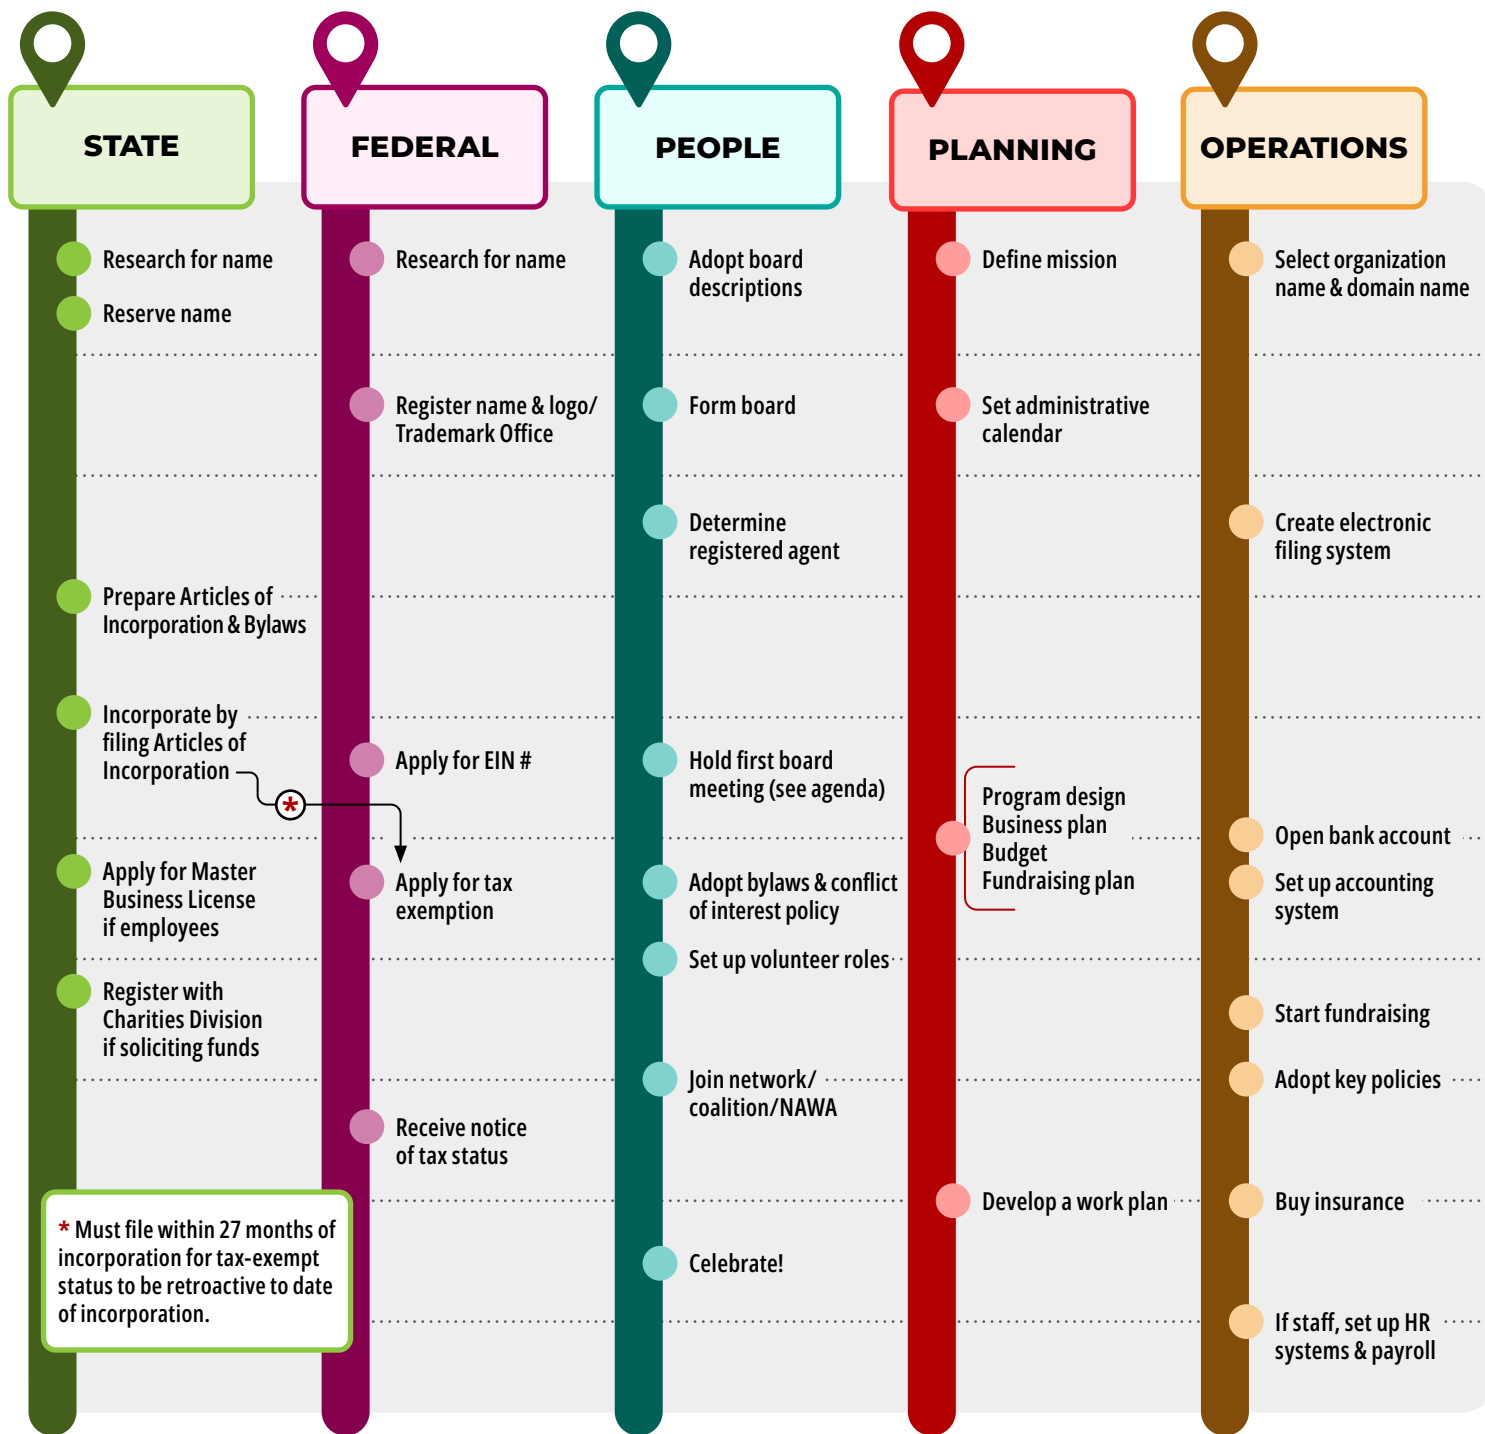 STATE
Research for name
Reserve name
Prepare Articles of
Incorporation & Bylaws
Incorporate by
filing Articles of
Incorporation
*
Apply for Master
Business License
if employees
Register with
Charities Division
if soliciting funds
* Must file within 27 months of
incorporation for tax-exempt
status to be retroactive to date
of incorporation.
FEDERAL
Research for name
Register name & logo/
Trademark Office
Apply for EIN #
Apply for tax
exemption
Receive notice
of tax status
PEOPLE
Adopt board
descriptions
Form board
Determine
registered agent
Hold first board
meeting (see agenda)
Adopt bylaws & conflict
of interest policy
Set up volunteer roles
Join network/
coalition/NAWA
Celebrate!
PLANNING
Define mission
Set administrative
calendar
Program design
Business plan
Budget
Fundraising plan
Develop a work plan
OPERATIONS
Select organization
name & domain name
Create electronic
filing system
Open bank account
Set up accounting
system
Start fundraising
Adopt key policies
Buy insurance
If staff, set up HR
systems & payroll